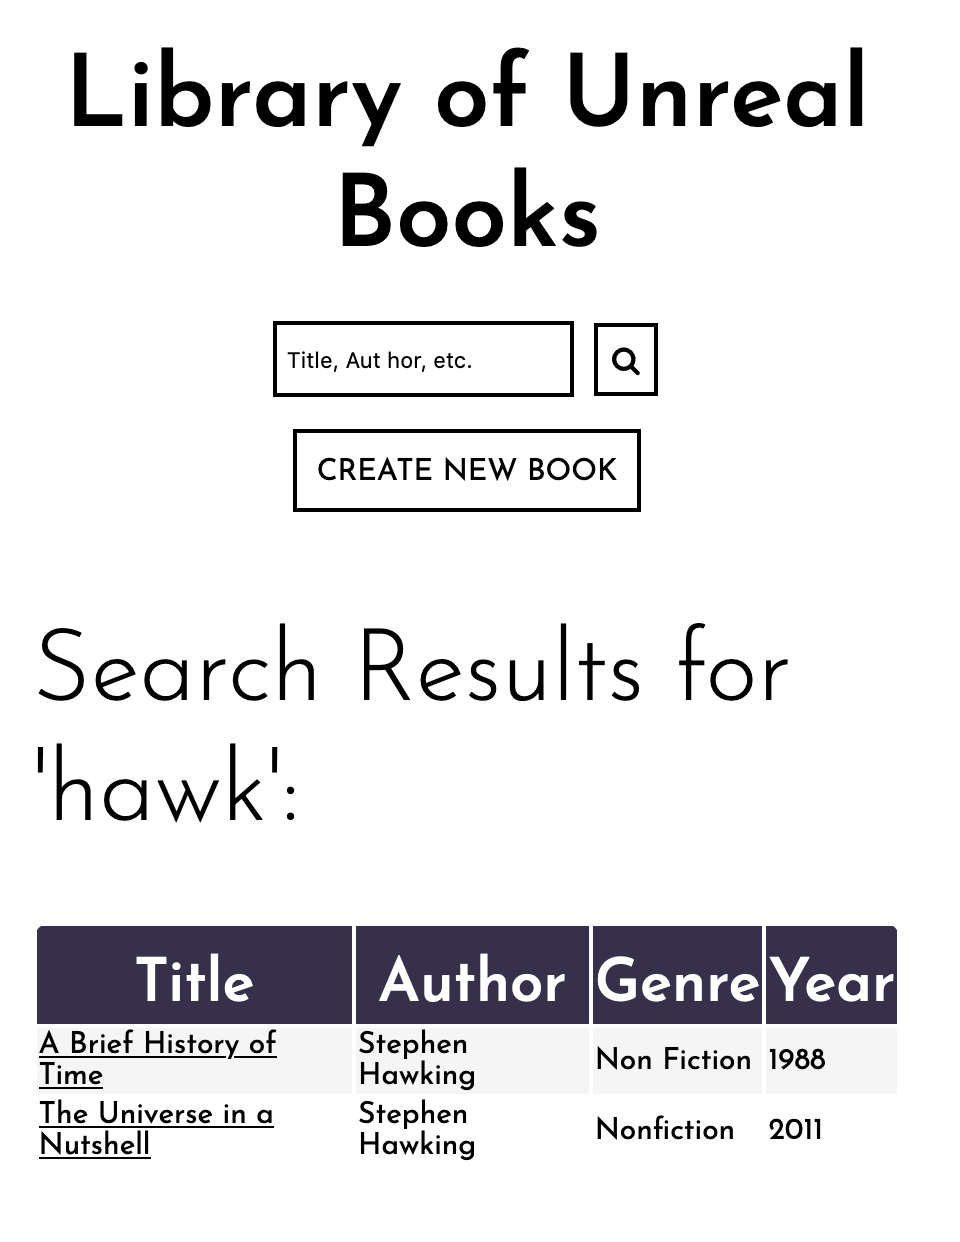 Library of Unreal
Books
Title, Aut hor, etc.
CREATE NEW BOOK
Search Results for
'hawk':
Title Author Genre Year
A Brief History of
Time
Stephen
Hawking
Non Fiction
1988
The Universe in a
Nutshell
Stephen
Hawking
Nonfiction
2011